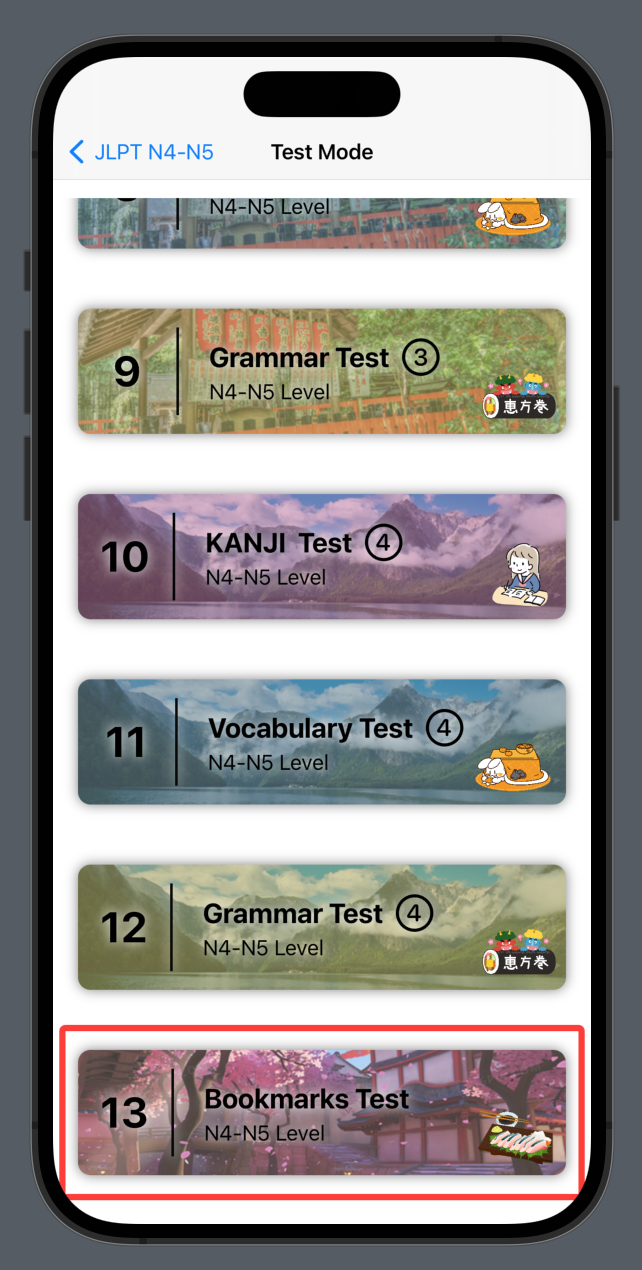 JLPT N4-N5
Test Mode
N4-N5 Level
9
Grammar Test ③
N4-N5 Level
恵方巻
10
KANJI Test ④
N4-N5 Level
11
Vocabulary Test ④
N4-N5 Level
12
Grammar Test ④
N4-N5 Level
恵方巻
13
Bookmarks Test
N4-N5 Level